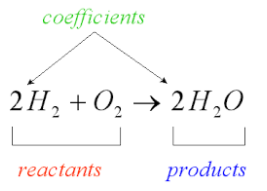 coefficients
2H₂ + O₂ → 2H₂O
reactants products